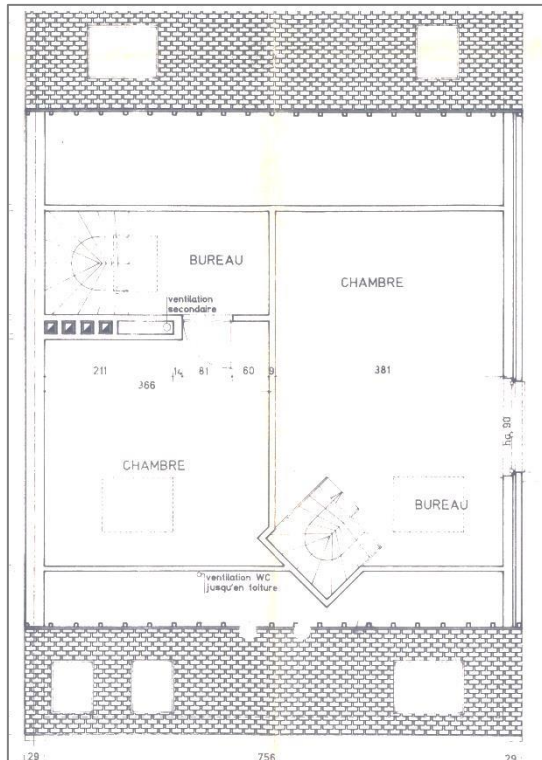 BUREAU
CHAMBRE
ventilation
secondaire
211
14
81
60
9
381
366
hg. 90
CHAMBRE
BUREAU
ventilation WC
jusqu'en toiture
29
756
29